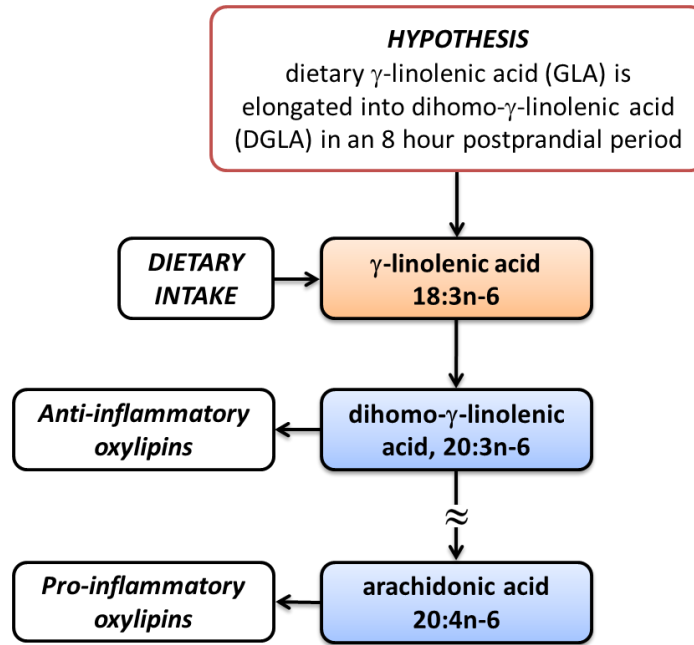 HYPOTHESIS
dietary γ-linolenic acid (GLA) is
elongated into dihomo-γ-linolenic acid
(DGLA) in an 8 hour postprandial period
DIETARY
INTAKE
γ-linolenic acid
18:3n-6
Anti-inflammatory
oxylipins
dihomo-γ-linolenic
acid, 20:3n-6
≈
Pro-inflammatory
oxylipins
arachidonic acid
20:4n-6